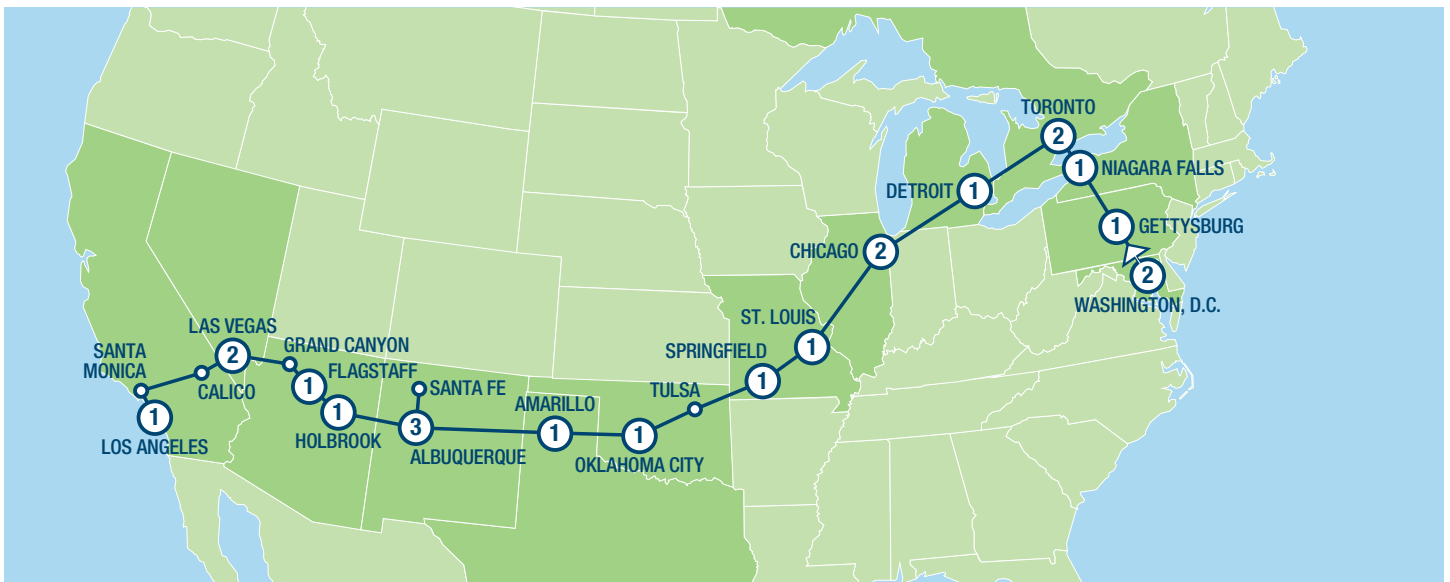 TORONTO
2
1
NIAGARA FALLS
DETROIT
1
1
GETTYSBURG
CHICAGO
2
2
WASHINGTON, D.C.
ST. LOUIS
1
SPRINGFIELD
1
TULSA
LAS VEGAS
2
GRAND CANYON
FLAGSTAFF
1
SANTA
MONICA
CALICO
SANTA FE
1
HOLBROOK
AMARILLO
1
1
OKLAHOMA CITY
3
ALBUQUERQUE
1
LOS ANGELES